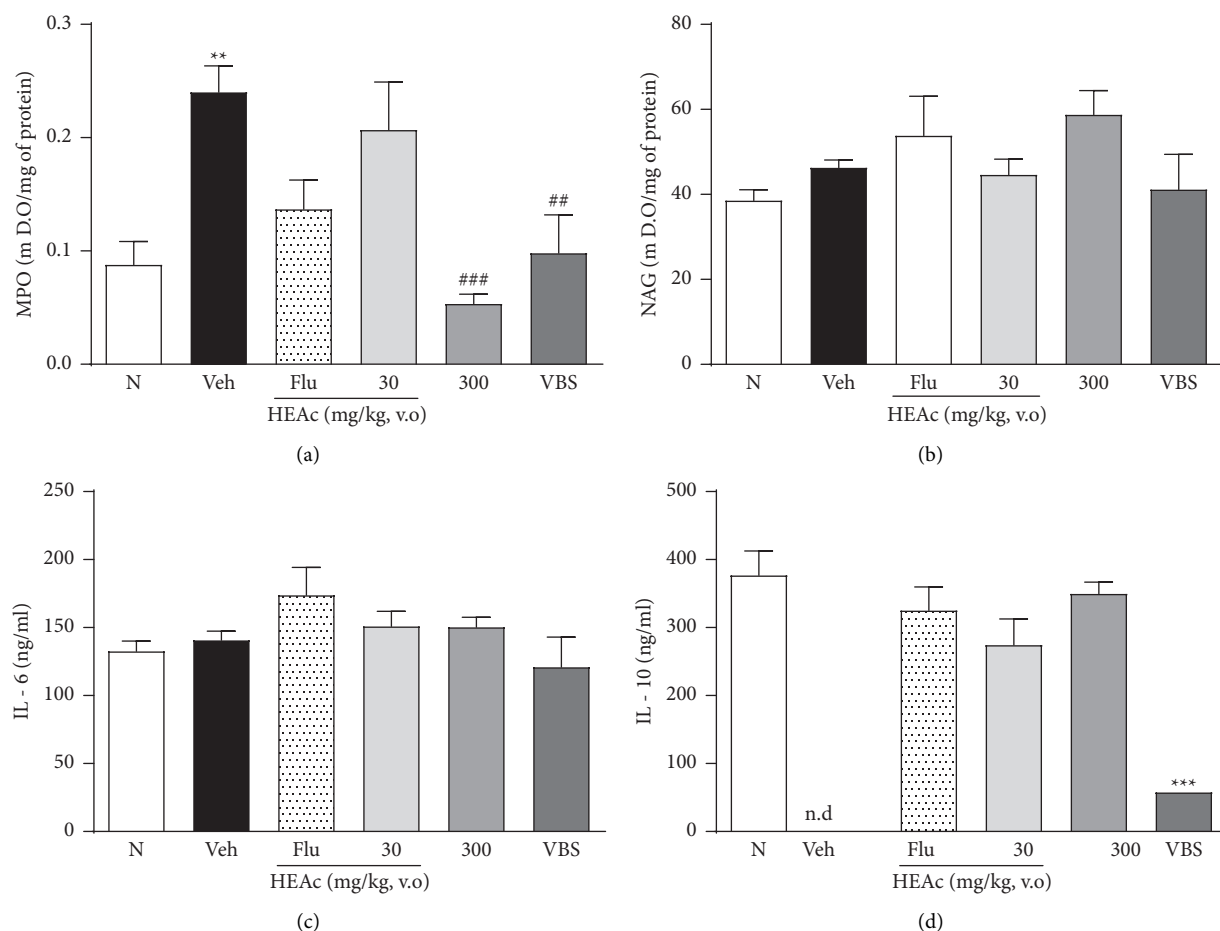 MPO (m D.O/mg of protein)
0.3
0.2
0.1
0.0
**
###
##
N Veh Flu 30 300 VBS
HEAc (mg/kg, v.o)
(a)
NAG (m D.O/mg of protein)
80
60
40
20
0
N Veh Flu 30 300 VBS
HEAc (mg/kg, v.o)
(b)
IL - 6 (ng/ml)
250
200
150
100
50
0
N Veh Flu 30 300 VBS
HEAc (mg/kg, v.o)
(c)
IL - 10 (ng/ml)
500
400
300
200
100
0
n.d
***
N Veh Flu 30 300 VBS
HEAc (mg/kg, v.o)
(d)